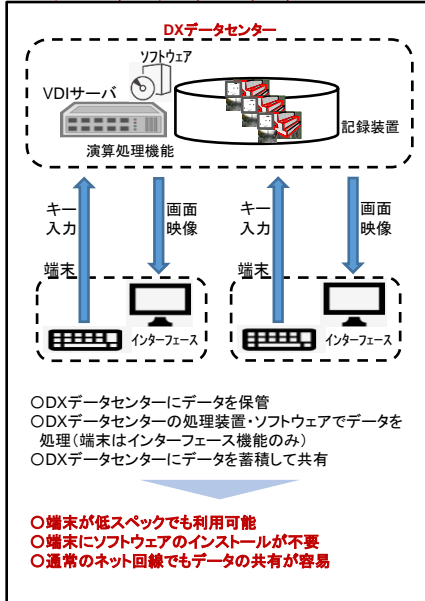 DXデータセンター
ソフトウェア
VDIサーバ
演算処理機能
記録装置
キー
入力
画面
映像
キー
入力
画面
映像
端末
インターフェース
端末
インターフェース
○DXデータセンターにデータを保管
○DXデータセンターの処理装置・ソフトウェアでデータを
処理(端末はインターフェース機能のみ)
○DXデータセンターにデータを蓄積して共有
○端末が低スペックでも利用可能
○端末にソフトウェアのインストールが不要
○通常のネット回線でもデータの共有が容易